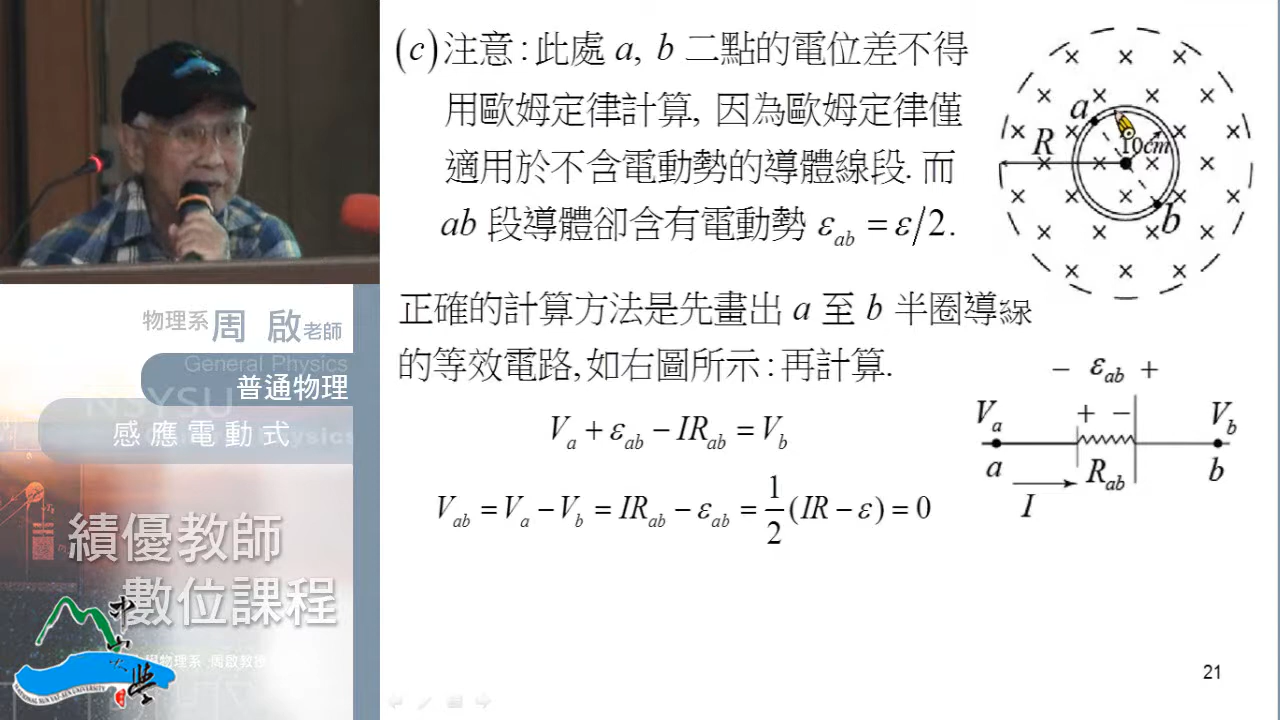 (c) 注意：此處 a, b 二點的電位差不得
用歐姆定律計算, 因為歐姆定律僅
適用於不含電動勢的導體線段. 而
ab 段導體卻含有電動勢 ε_ab = ε/2.
正確的計算方法是先畫出 a 至 b 半圈導線
的等效電路, 如右圖所示：再計算.
V_a + ε_ab − IR_ab = V_b
V_ab = V_a − V_b = IR_ab − ε_ab = 1/2 (IR − ε) = 0
a
R
10cm
b
− ε_ab +
V_a
+ −
V_b
a
R_ab
b
I
物理系 周 啟 老師
General Physics
普通物理
NSYSU
感應電動式
績優教師
數位課程
21